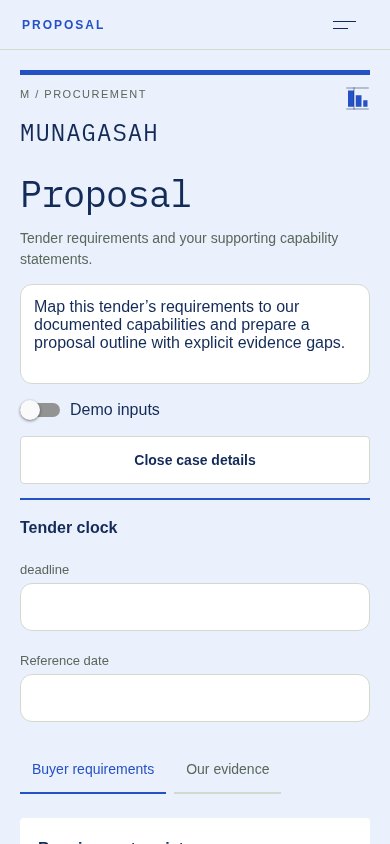 PROPOSAL
M / PROCUREMENT
MUNAGASAH
Proposal
Tender requirements and your supporting capability
statements.
Map this tender’s requirements to our
documented capabilities and prepare a
proposal outline with explicit evidence gaps.
Demo inputs
Close case details
Tender clock
deadline
Reference date
Buyer requirements
Our evidence